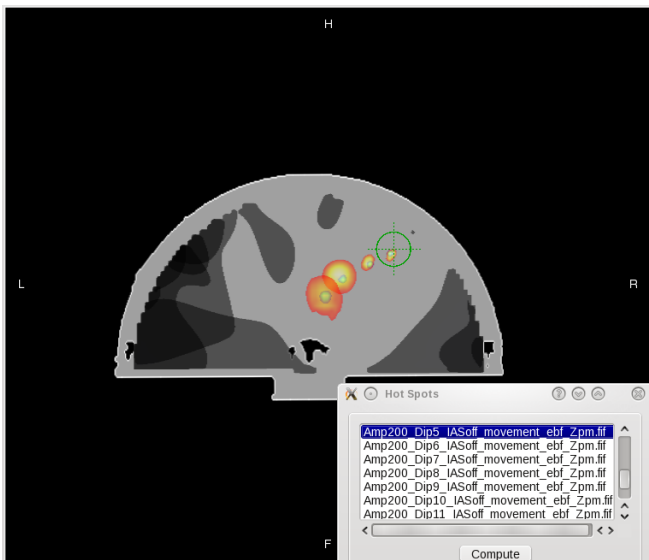 H
L
R
Hot Spots
Amp200_Dip5_IASoff_movement_ebf_Zpm.fif
Amp200_Dip6_IASoff_movement_ebf_Zpm.fif
Amp200_Dip7_IASoff_movement_ebf_Zpm.fif
Amp200_Dip8_IASoff_movement_ebf_Zpm.fif
Amp200_Dip9_IASoff_movement_ebf_Zpm.fif
Amp200_Dip10_IASoff_movement_ebf_Zpm.fif
Amp200_Dip11_IASoff_movement_ebf_Zpm.fif
F
Compute